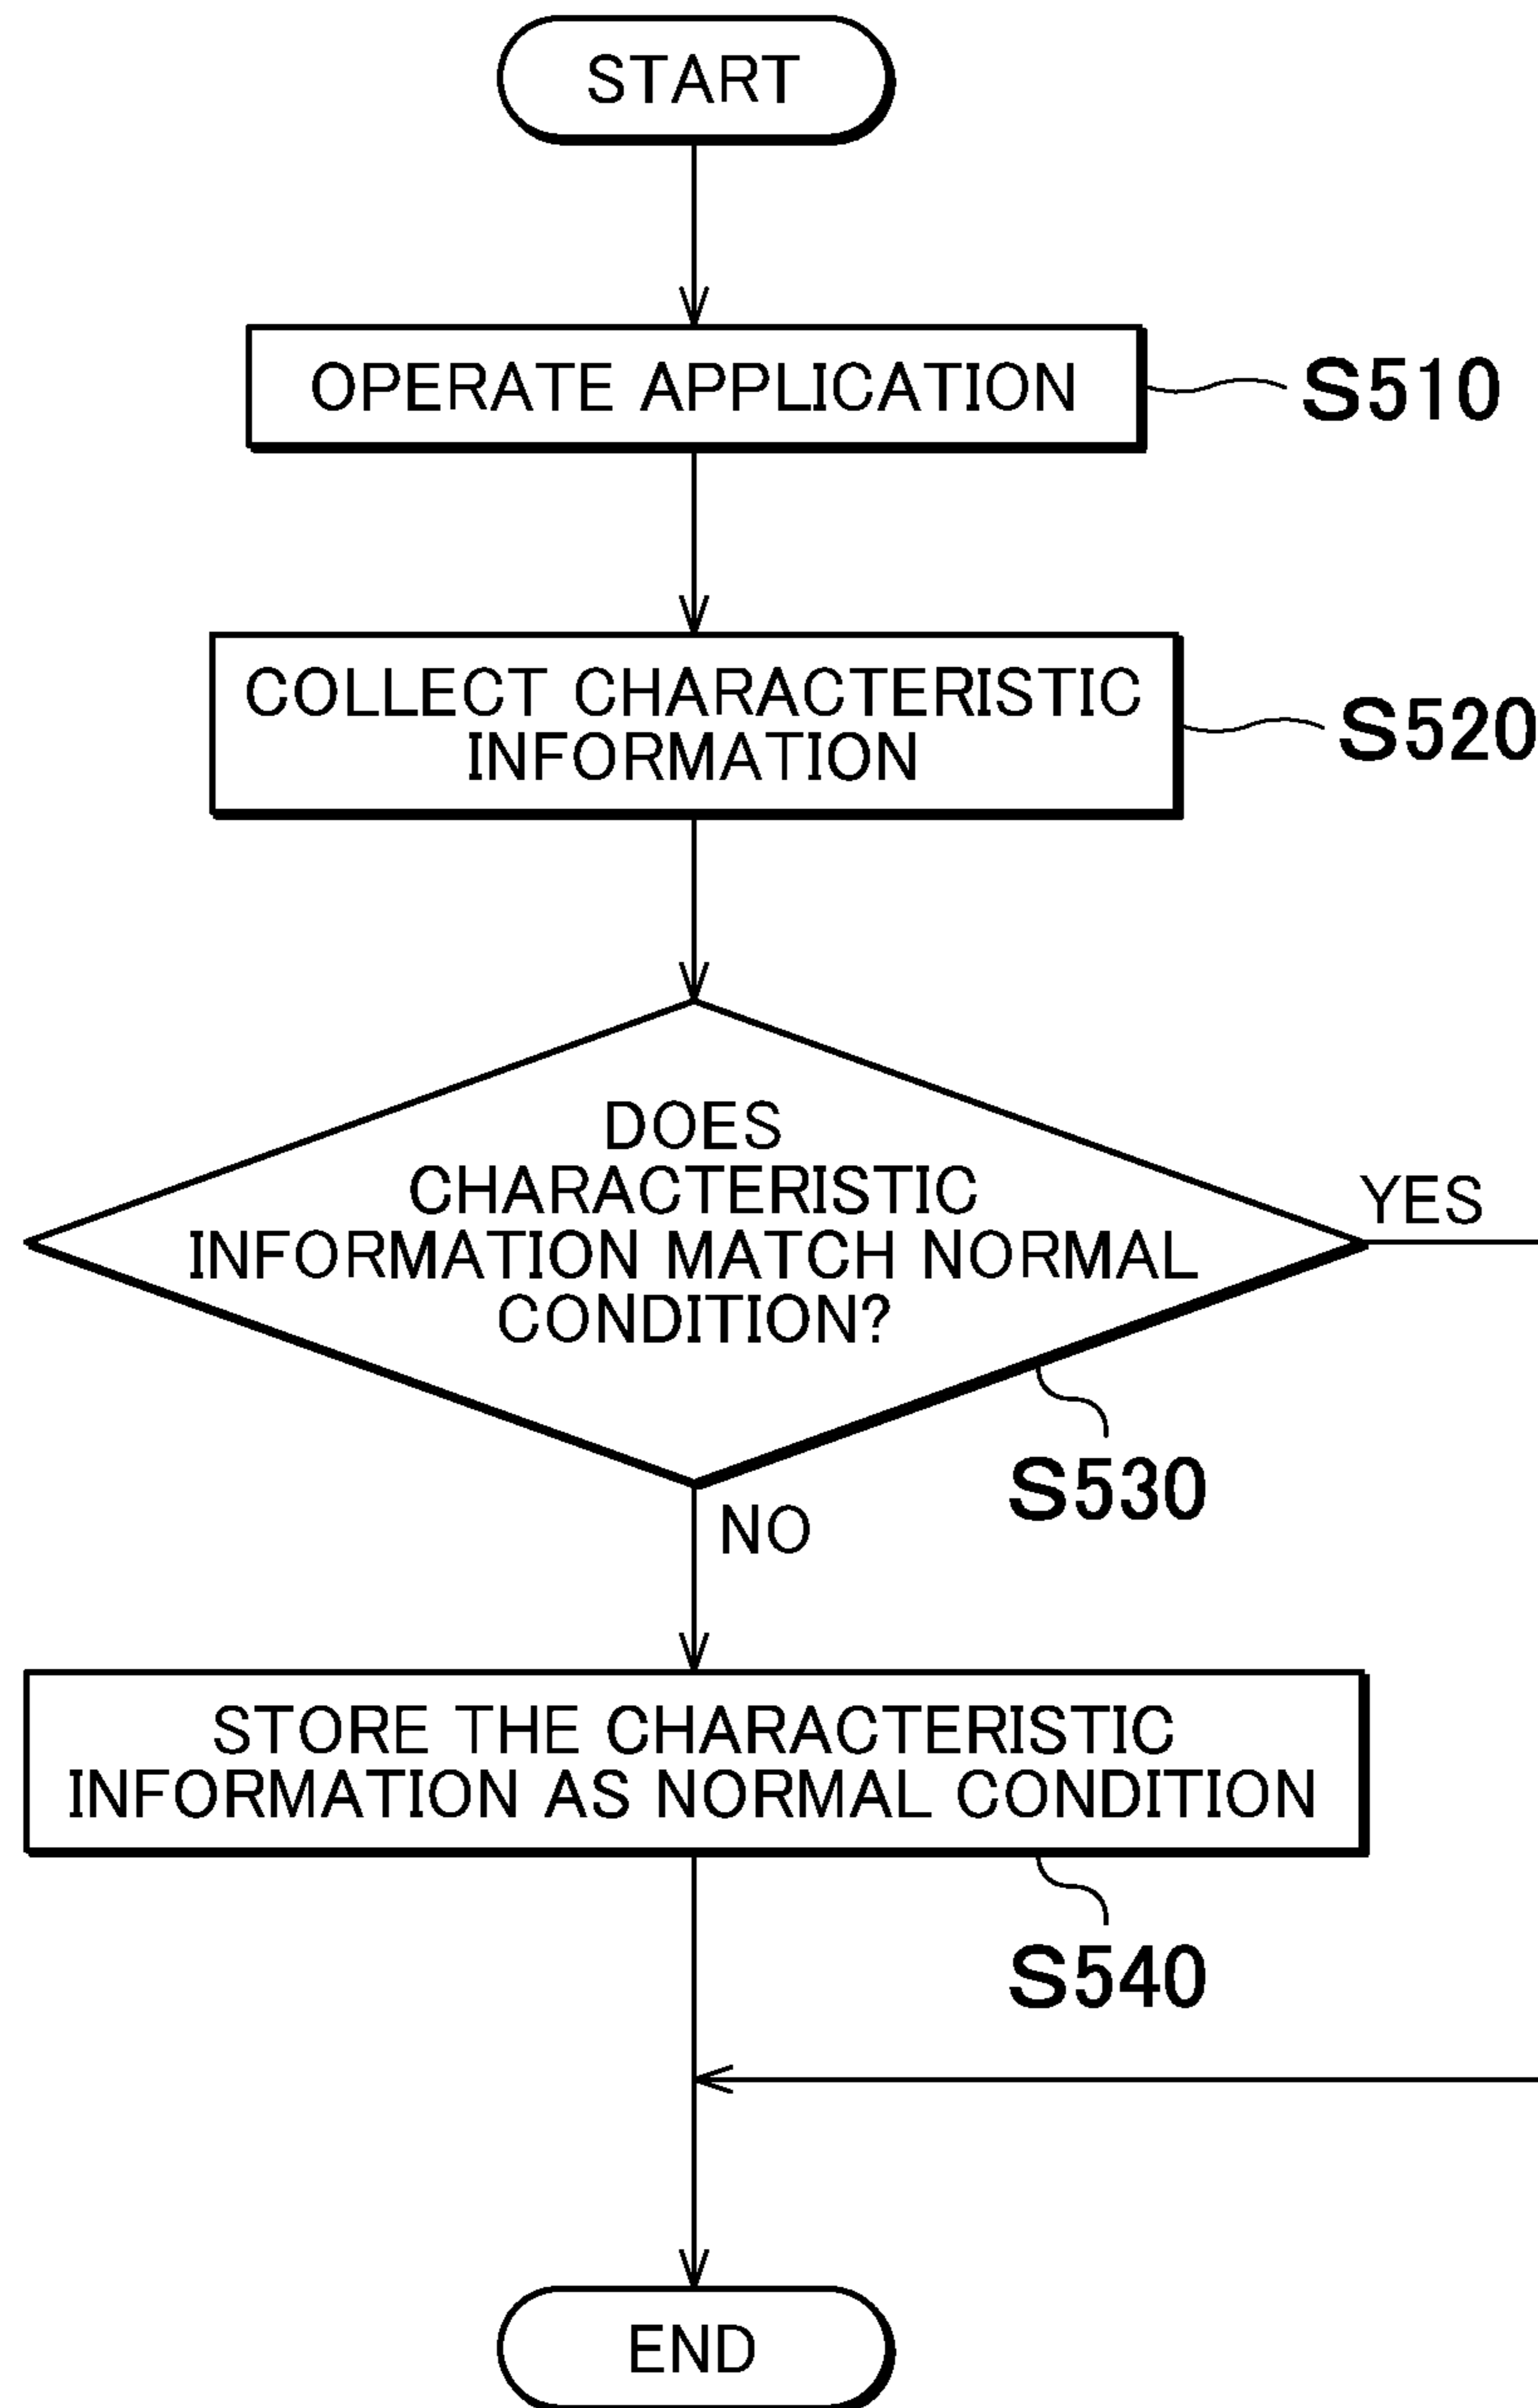 START
OPERATE APPLICATION
S510
COLLECT CHARACTERISTIC
INFORMATION
S520
DOES
CHARACTERISTIC
INFORMATION MATCH NORMAL
CONDITION?
YES
S530
NO
STORE THE CHARACTERISTIC
INFORMATION AS NORMAL CONDITION
S540
END